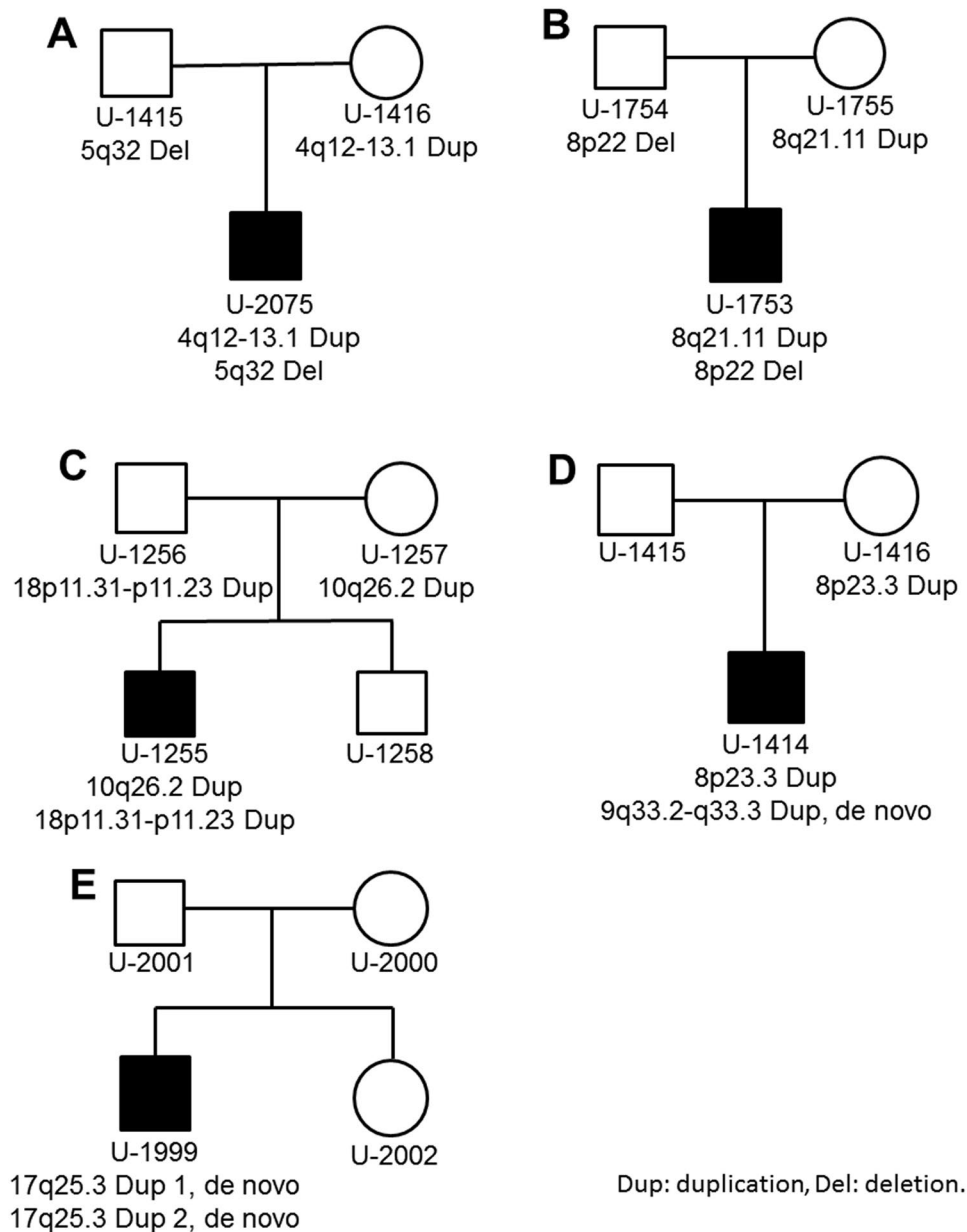 A
U-1415
5q32 Del
U-1416
4q12-13.1 Dup
U-2075
4q12-13.1 Dup
5q32 Del
B
U-1754
8p22 Del
U-1755
8q21.11 Dup
U-1753
8q21.11 Dup
8p22 Del
C
U-1256
18p11.31-p11.23 Dup
U-1257
10q26.2 Dup
U-1255
10q26.2 Dup
18p11.31-p11.23 Dup
U-1258
D
U-1415
U-1416
8p23.3 Dup
U-1414
8p23.3 Dup
9q33.2-q33.3 Dup, de novo
E
U-2001
U-2000
U-1999
17q25.3 Dup 1, de novo
17q25.3 Dup 2, de novo
U-2002
Dup: duplication, Del: deletion.